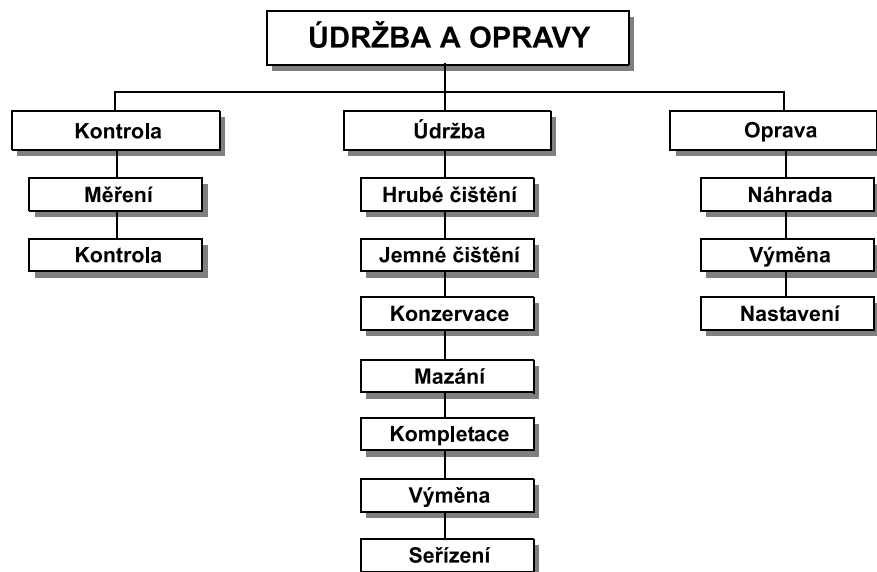 ÚDRŽBA A OPRAVY
Kontrola
Měření
Kontrola
Údržba
Hrubé čištění
Jemné čištění
Konzervace
Mazání
Kompletace
Výměna
Seřízení
Oprava
Náhrada
Výměna
Nastavení